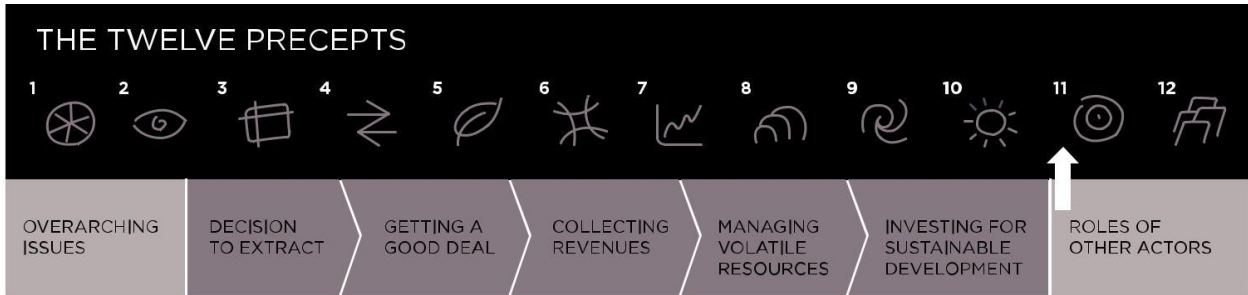 THE TWELVE PRECEPTS
1 2 3 4 5 6 7 8 9 10 11 12
OVERARCHING
ISSUES
DECISION
TO EXTRACT
GETTING A
GOOD DEAL
COLLECTING
REVENUES
MANAGING
VOLATILE
RESOURCES
INVESTING FOR
SUSTAINABLE
DEVELOPMENT
ROLES OF
OTHER ACTORS